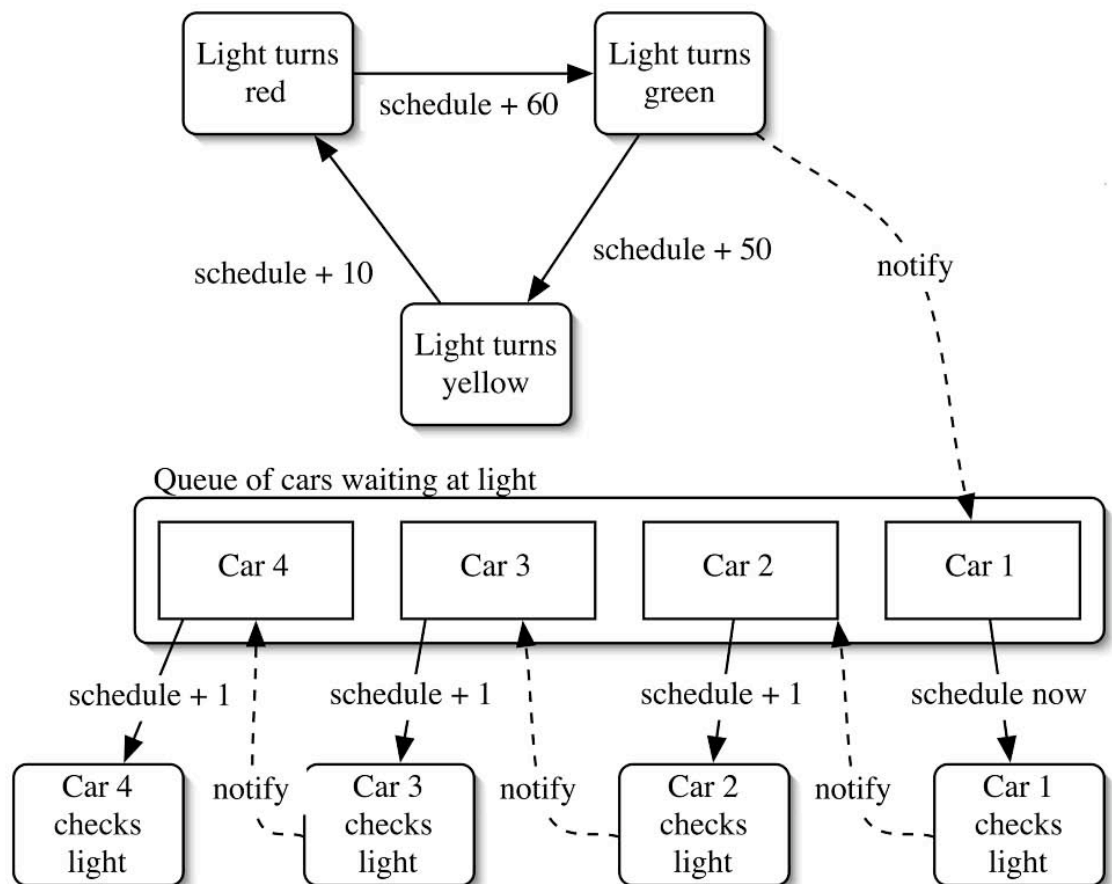 Light turns
red
schedule + 60
Light turns
green
schedule + 10
schedule + 50
notify
Light turns
yellow
Queue of cars waiting at light
Car 4
Car 3
Car 2
Car 1
schedule + 1
schedule + 1
schedule + 1
schedule now
Car 4
checks
light
notify
Car 3
checks
light
notify
Car 2
checks
light
notify
Car 1
checks
light